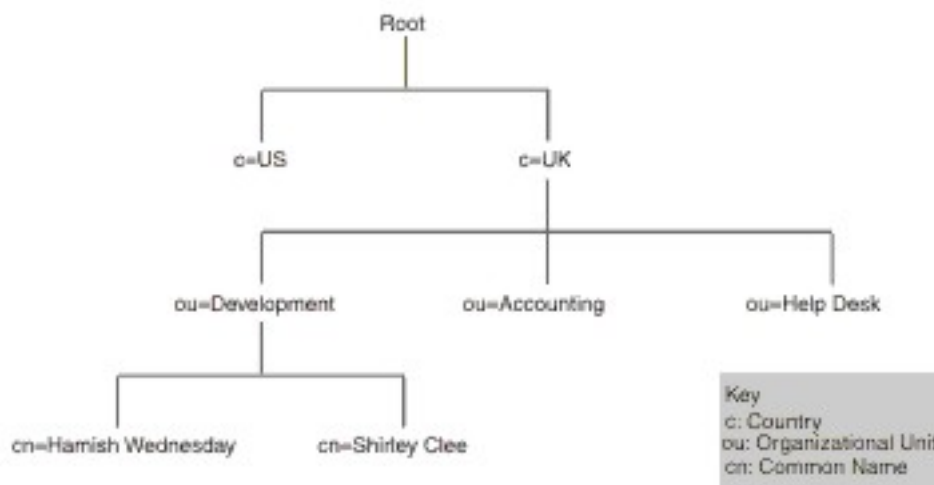 Root
c=US
c=UK
ou=Development
ou=Accounting
ou=Help Desk
cn=Hamish Wednesday
cn=Shirley Clee
Key
c: Country
ou: Organizational Unit
cn: Common Name